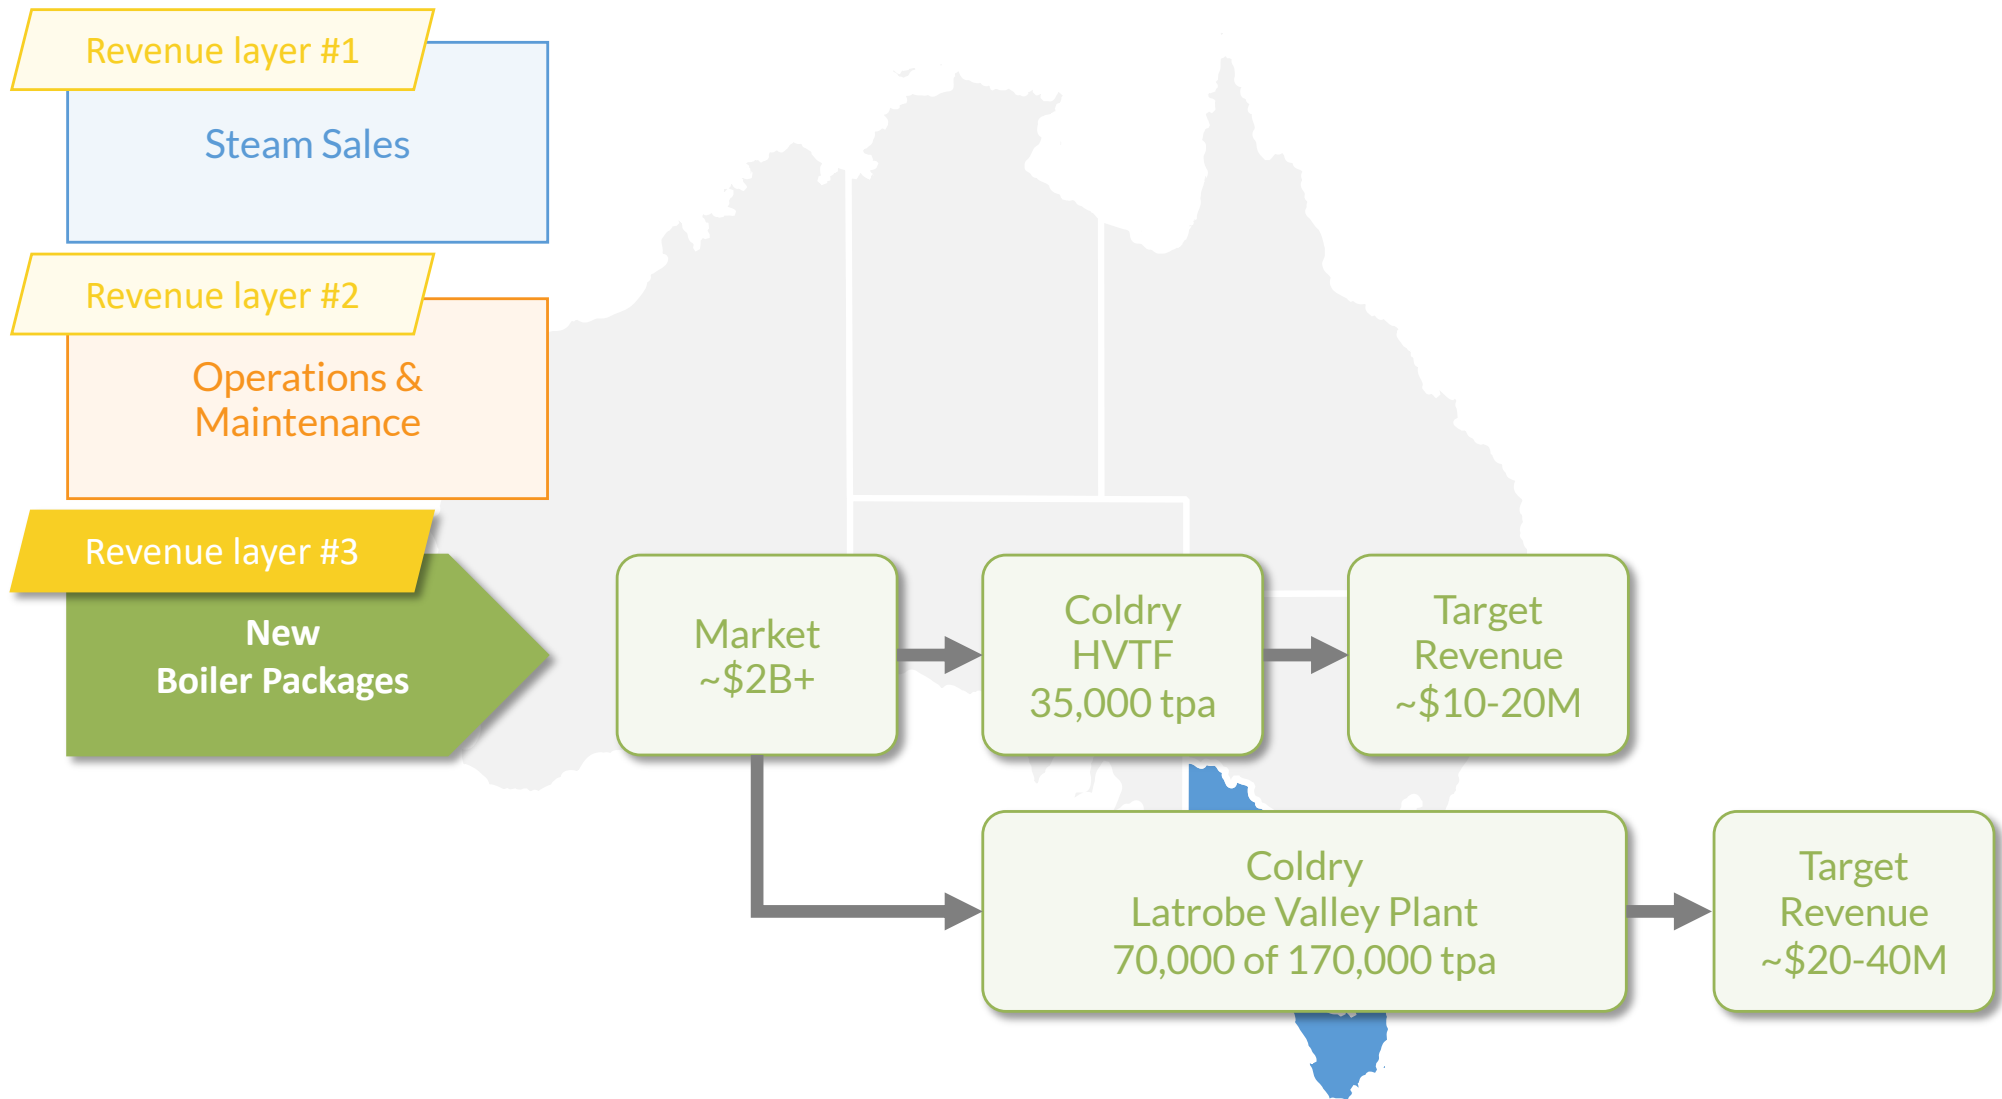 Revenue layer #1
Steam Sales
Revenue layer #2
Operations &
Maintenance
Revenue layer #3
New
Boiler Packages
Market
~$2B+
Coldry
HVTF
35,000 tpa
Target
Revenue
~$10-20M
Coldry
Latrobe Valley Plant
70,000 of 170,000 tpa
Target
Revenue
~$20-40M